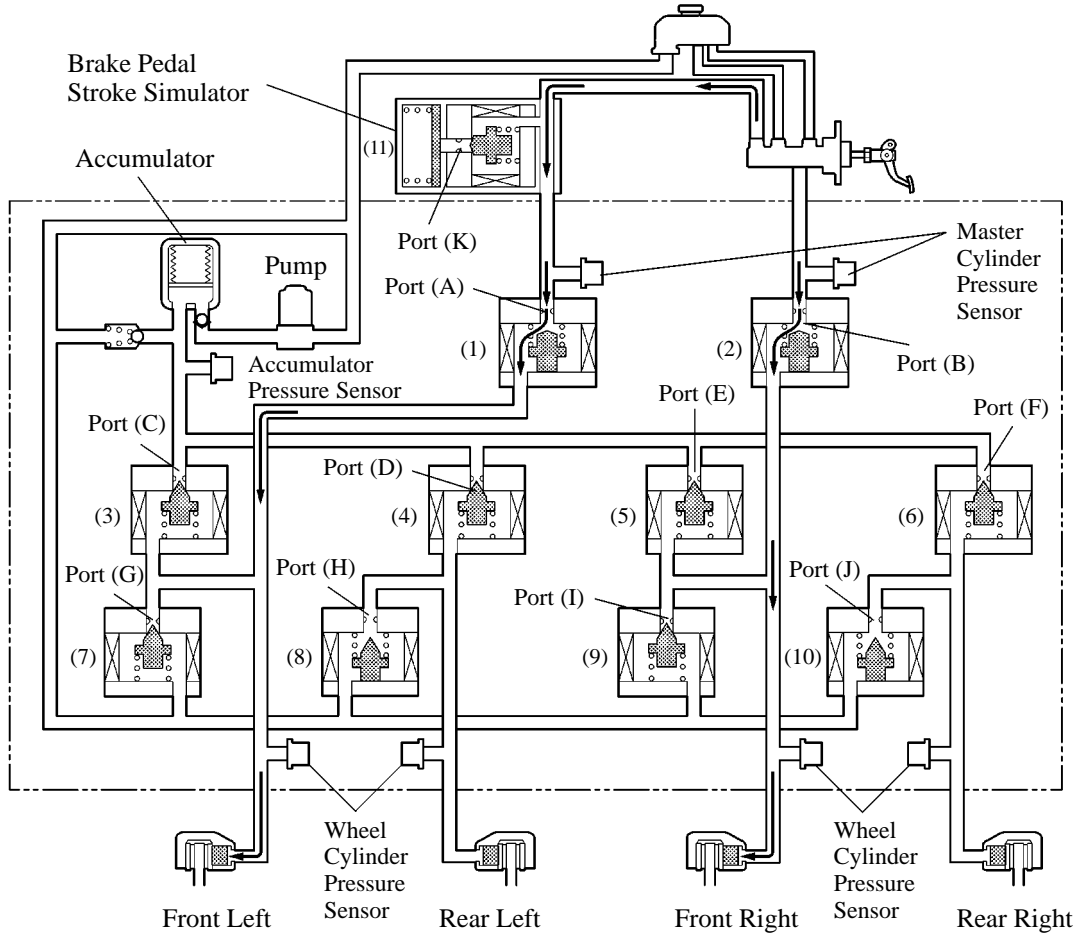 Brake Pedal
Stroke Simulator
(11)
Accumulator
Port (K)
Pump
Master
Cylinder
Pressure
Sensor
Port (A)
(1)
(2)
Port (B)
Accumulator
Pressure Sensor
Port (E)
Port (F)
Port (C)
Port (D)
(3)
(4)
(5)
(6)
Port (G)
Port (H)
Port (I)
Port (J)
(7)
(8)
(9)
(10)
Wheel
Cylinder
Pressure
Sensor
Wheel
Cylinder
Pressure
Sensor
Front Left
Rear Left
Front Right
Rear Right